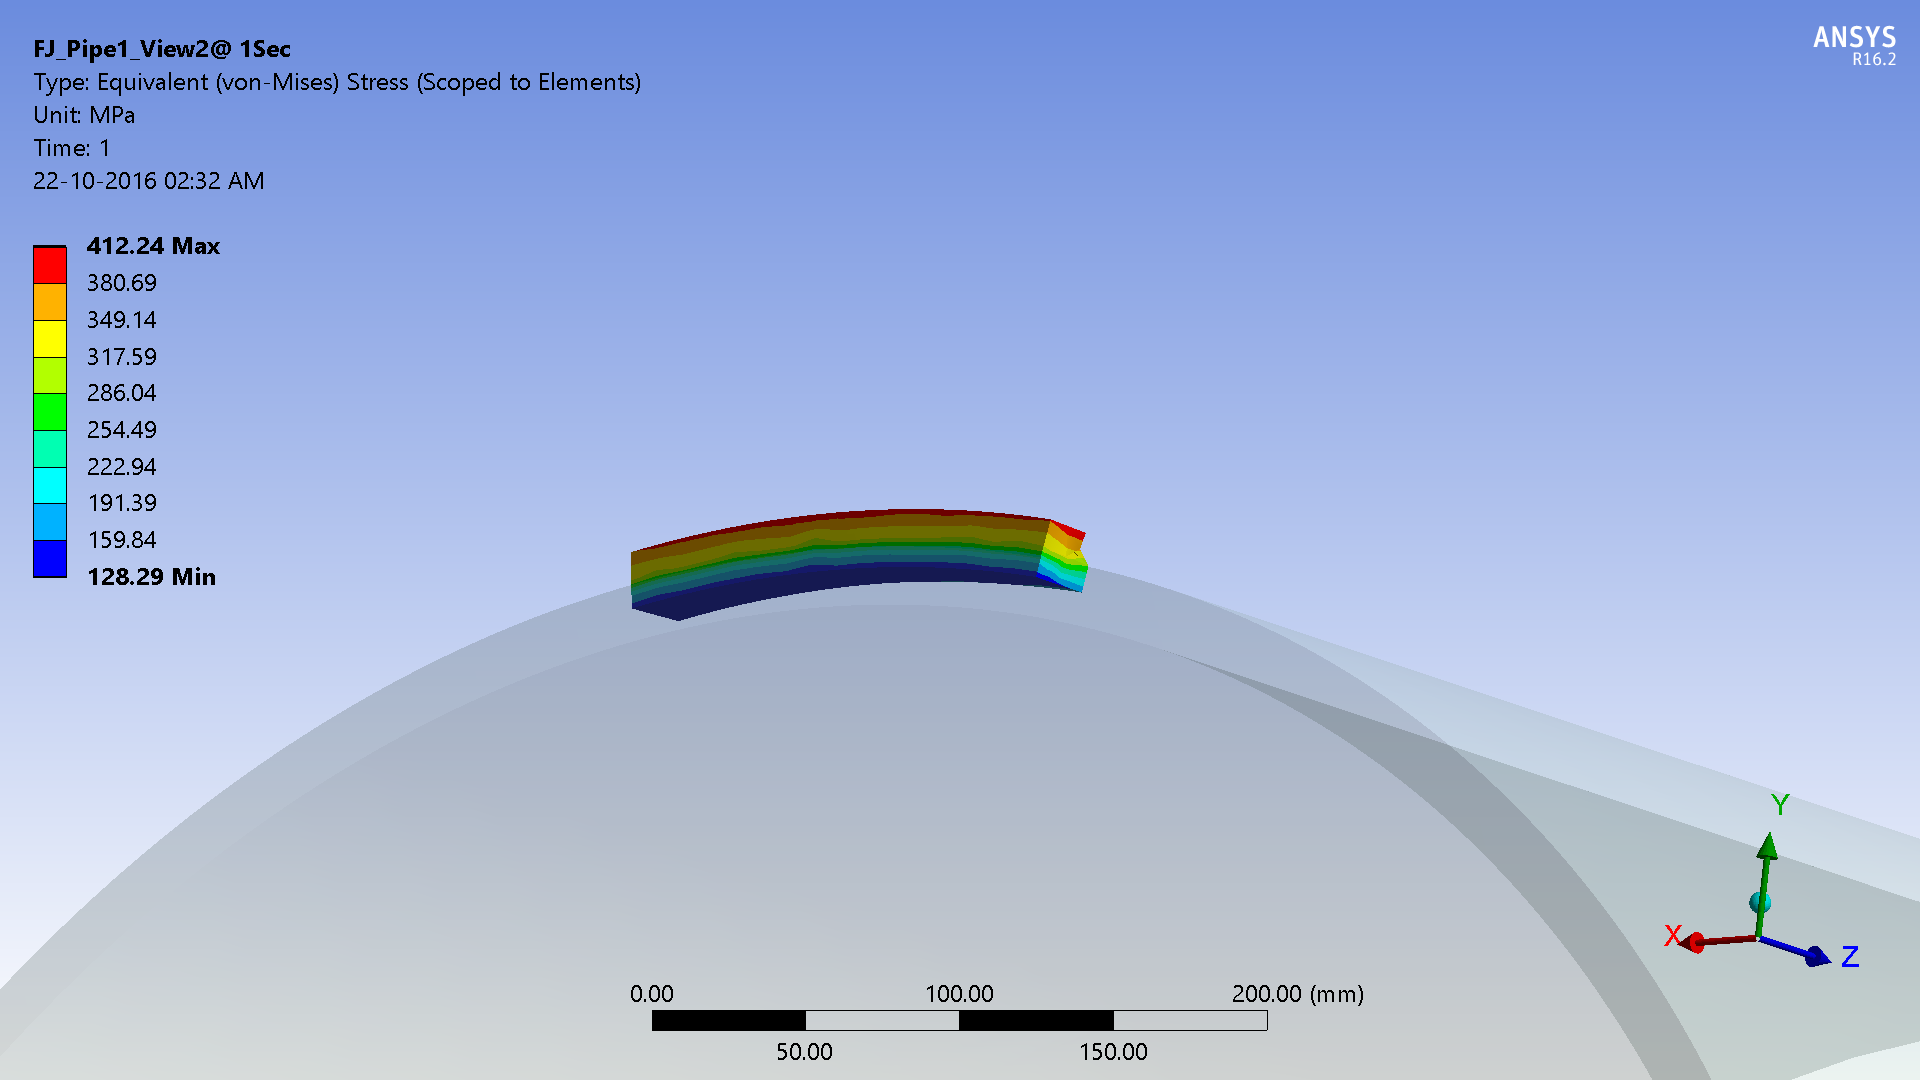 FJ_Pipe1_View2@ 1Sec
Type: Equivalent (von-Mises) Stress (Scoped to Elements)
Unit: MPa
Time: 1
22-10-2016 02:32 AM
ANSYS
R16.2
412.24 Max
380.69
349.14
317.59
286.04
254.49
222.94
191.39
159.84
128.29 Min
Y
X
Z
0.00 100.00 200.00 (mm)
50.00 150.00